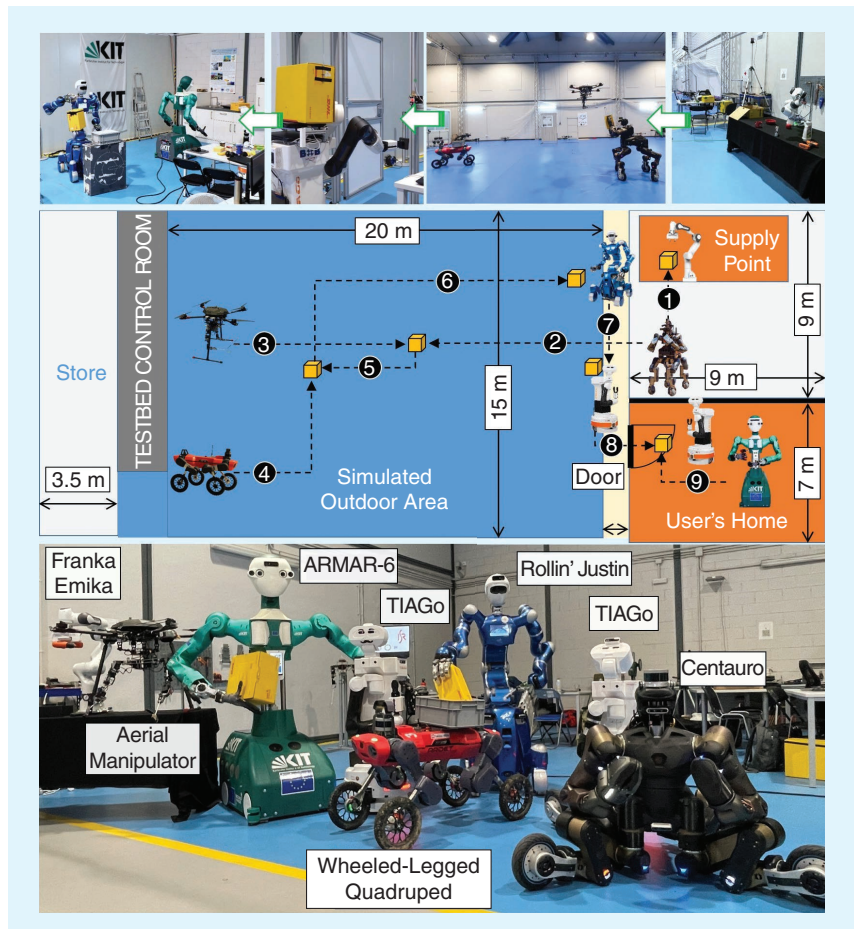 KIT
KIT
KIT
20 m
Supply
Point
TESTBED CONTROL ROOM
6
1
7
9 m
3
2
Store
5
9 m
15 m
4
8
9
3.5 m
Simulated
Outdoor Area
Door
KIT
User's Home
7 m
Franka
Emika
ARMAR-6
Rollin' Justin
TIAGo
TIAGo
Centauro
Aerial
Manipulator
KIT
Wheeled-Legged
Quadruped